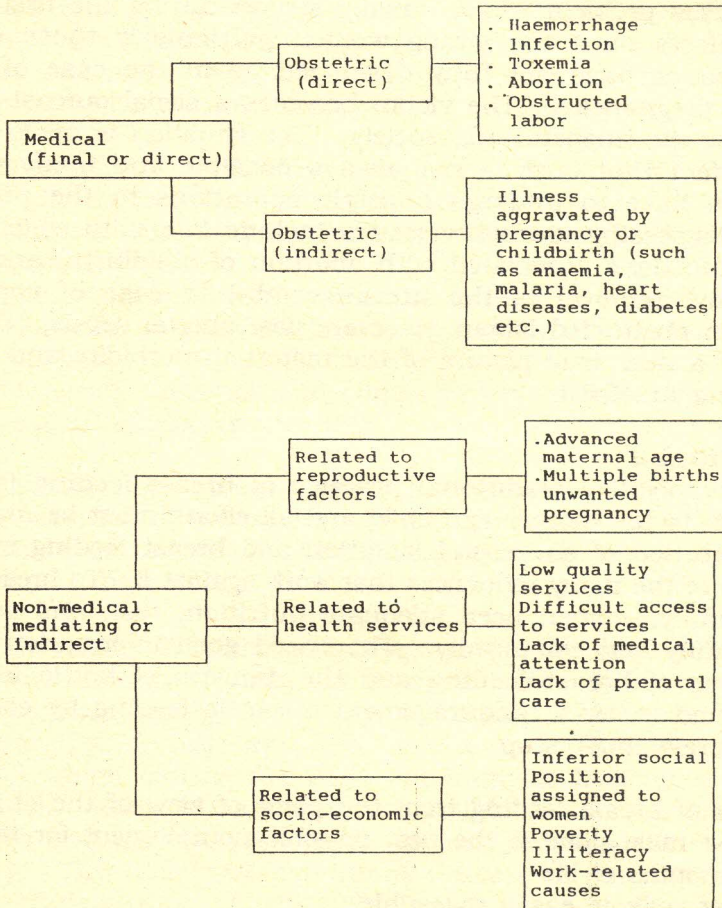 . Haemorrhage
. Infection
. Toxemia
. Abortion
. Obstructed
labor
Obstetric
(direct)
Medical
(final or direct)
Obstetric
(indirect)
Illness
aggravated by
pregnancy or
childbirth (such
as anaemia,
malaria, heart
diseases, diabetes
etc.)
Related to
reproductive
factors
.Advanced
maternal age
.Multiple births
unwanted
pregnancy
Non-medical
mediating or
indirect
Related to
health services
Low quality
services
Difficult access
to services
Lack of medical
attention
Lack of prenatal
care
Related to
socio-economic
factors
Inferior social
Position
assigned to
women
Poverty
Illiteracy
Work-related
causes